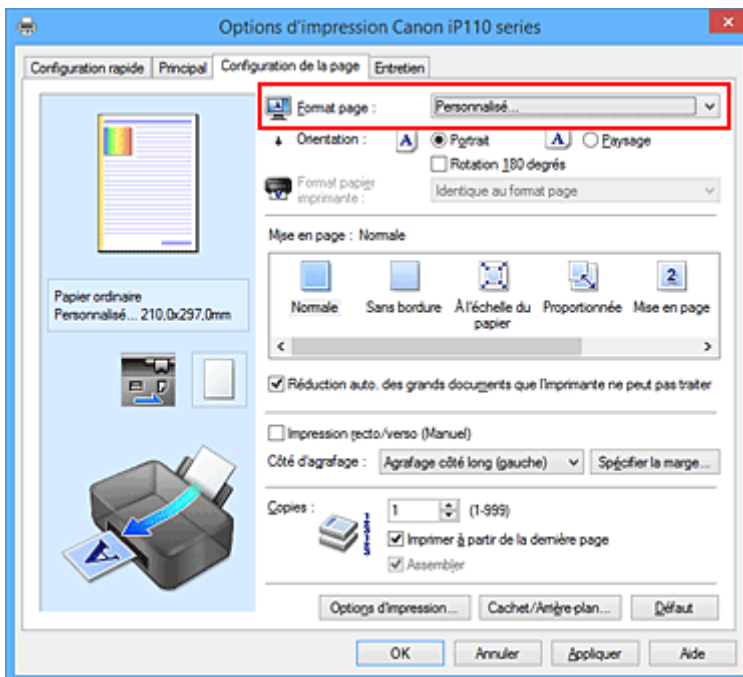 Options d'impression Canon iP110 series
Configuration rapide Principal Configuration de la page Entretien
Format page : Personnalisé...
Orientation : A Portrait A Paysage
Rotation 180 degrés
Format papier
imprimante : Identique au format page
Mise en page : Normale
Normale Sans bordure À l'échelle du papier Proportionnée Mise en page
Papier ordinaire
Personnalisé... 210,0x297,0mm
Réduction auto. des grands documents que l'imprimante ne peut pas traiter
Impression recto/verso (Manuel)
Côté d'agrafage : Agrafage côté long (gauche) Spécifier la marge...
Copies : 1 (1-999)
Imprimer à partir de la dernière page
Assembler
Options d'impression... Cachet/Arrière-plan... Défaut
OK Annuler Appliquer Aide